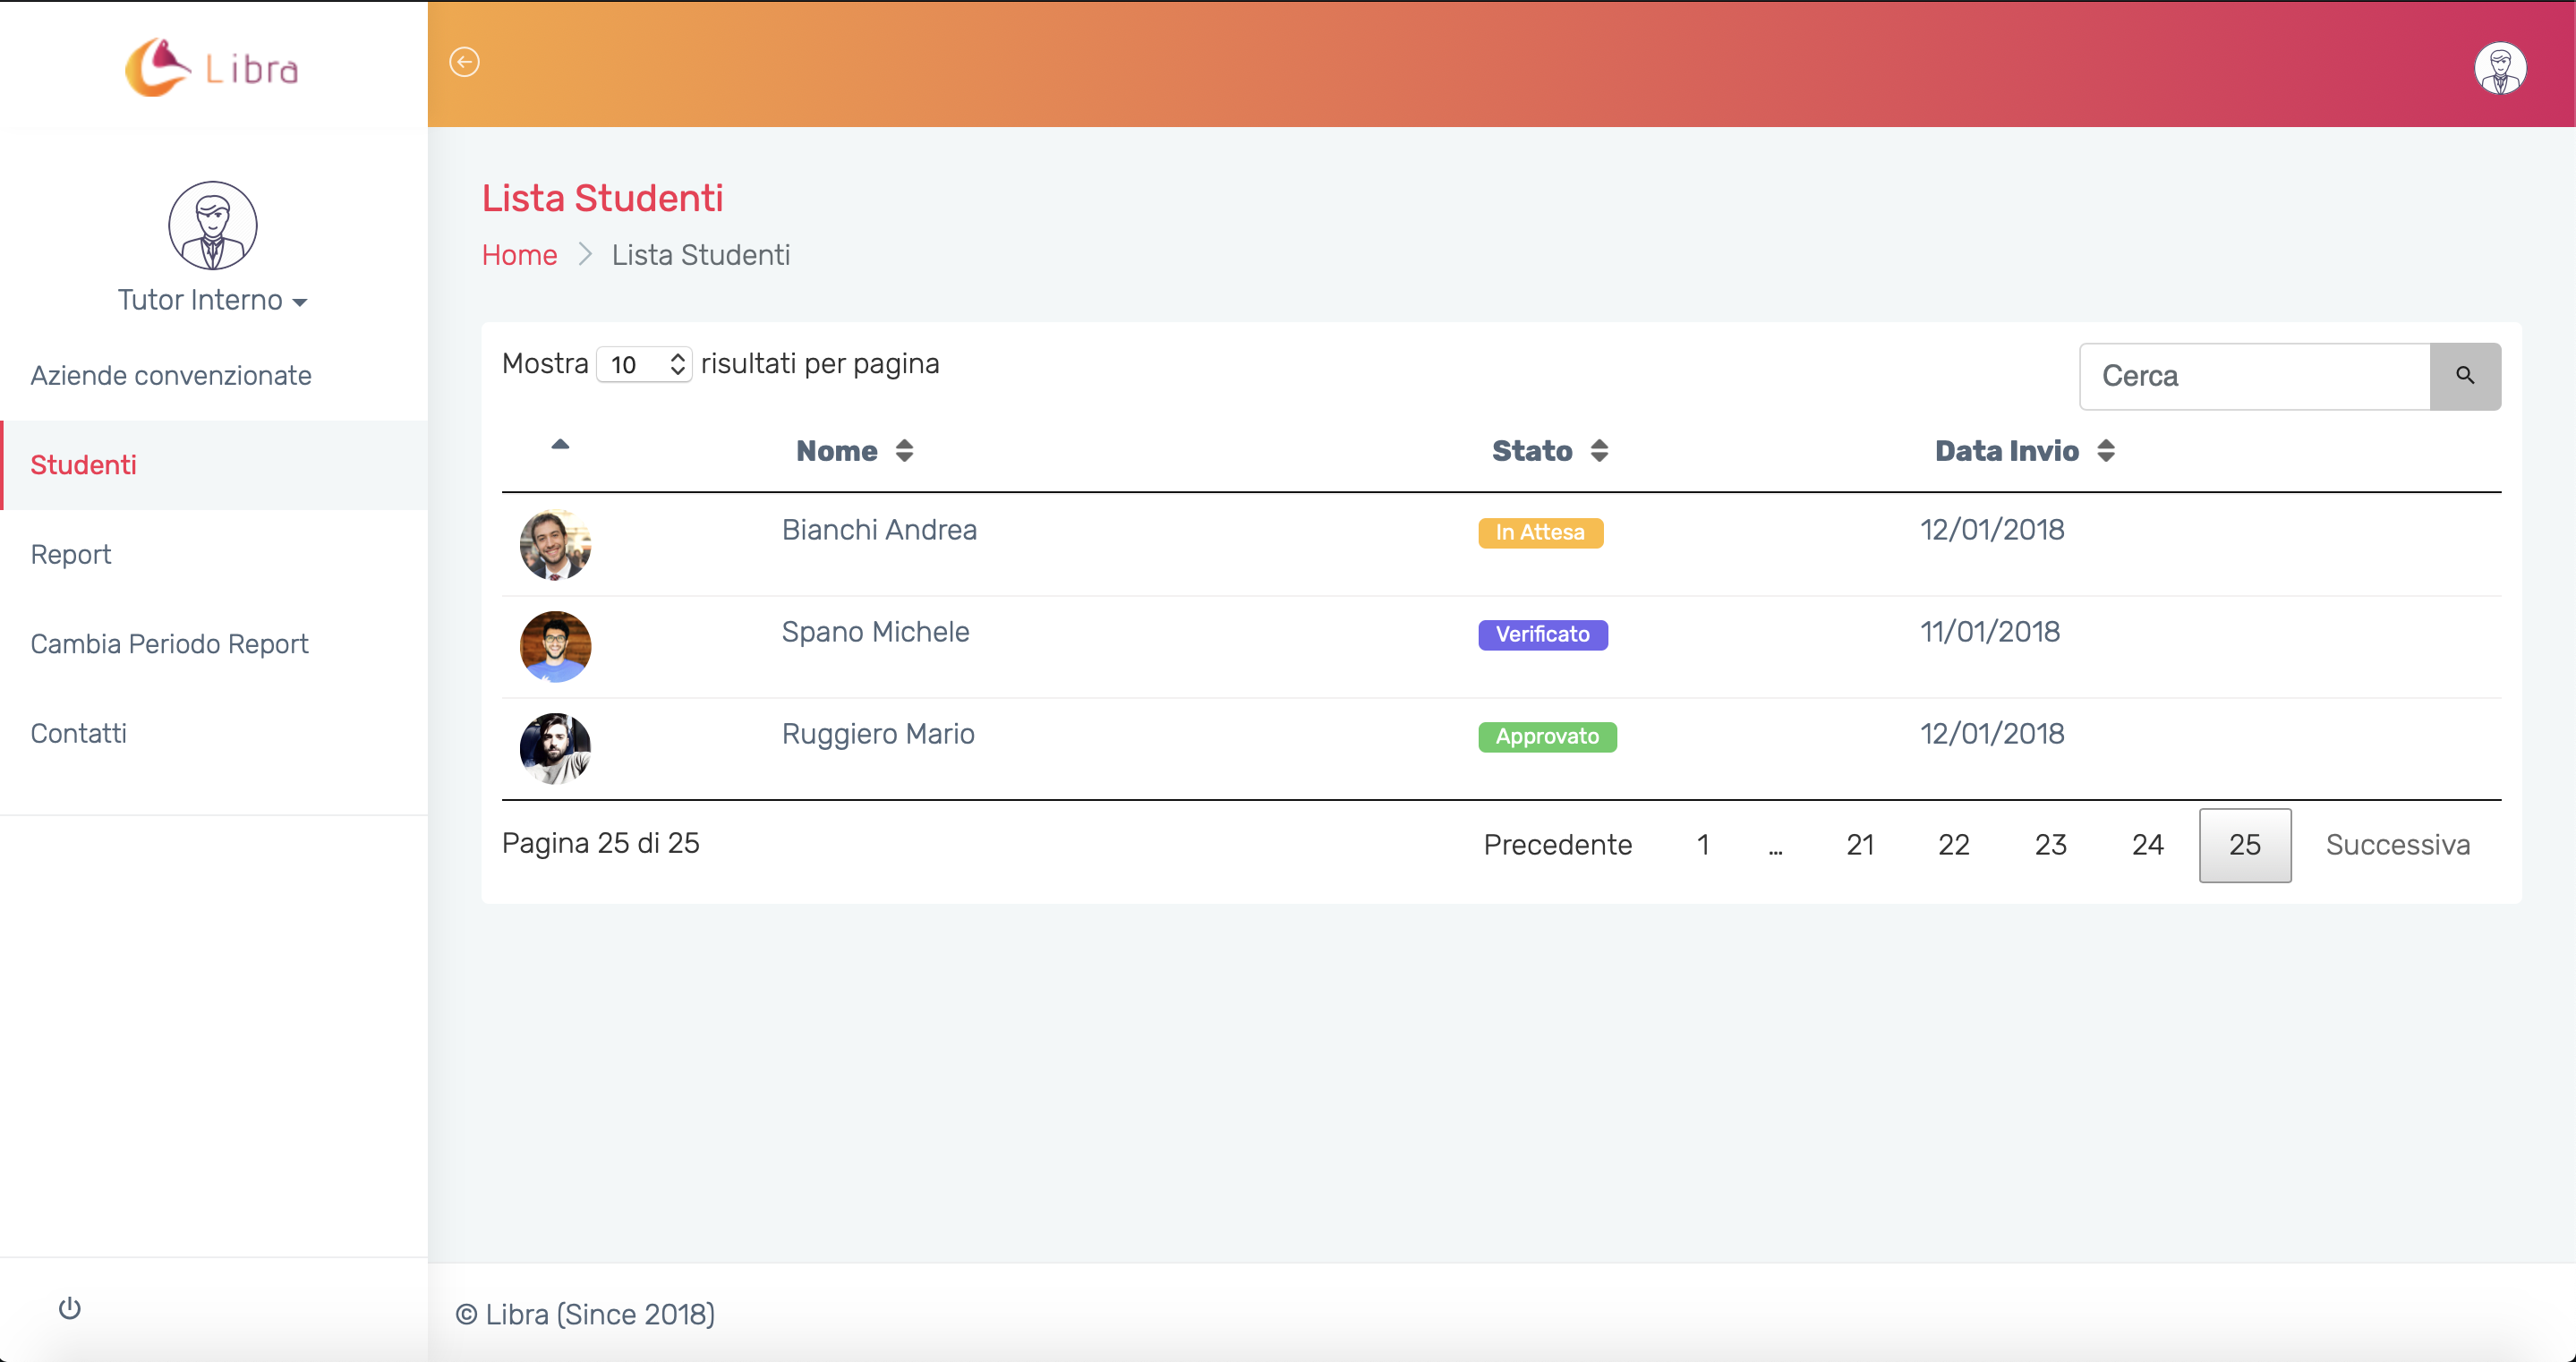 Libra
Tutor Interno
Aziende convenzionate
Studenti
Report
Cambia Periodo Report
Contatti
Lista Studenti
Home > Lista Studenti
Mostra 10 risultati per pagina
Cerca
Nome Stato Data Invio
Bianchi Andrea In Attesa 12/01/2018
Spano Michele Verificato 11/01/2018
Ruggiero Mario Approvato 12/01/2018
Pagina 25 di 25
Precedente 1 … 21 22 23 24 25 Successiva
© Libra (Since 2018)